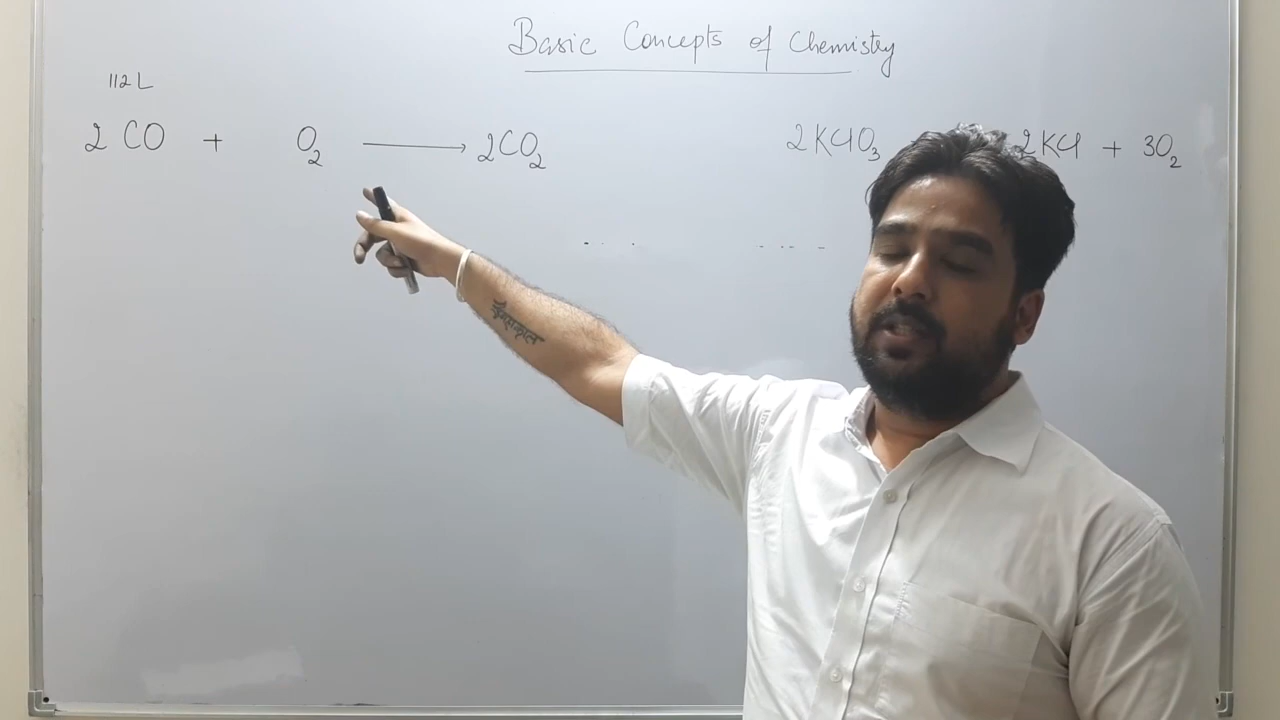 Basic Concepts of Chemistry
112 L
2 CO + O₂ ⟶ 2CO₂
2KClO₃ 2KCl + 3O₂